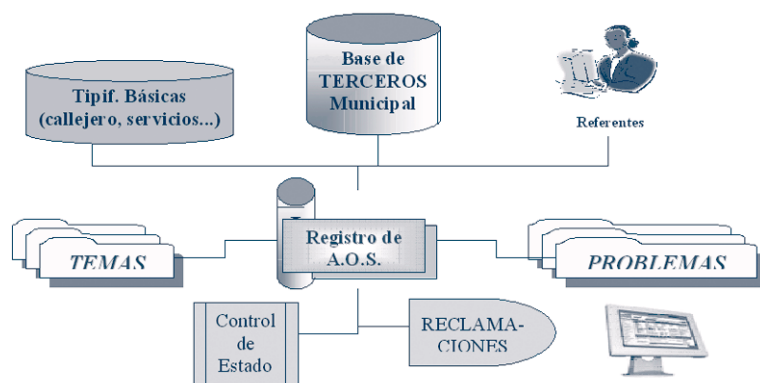 Tipif. Básicas
(callejero, servicios...)
Base de
TERCEROS
Municipal
Referentes
TEMAS
Registro de
A.O.S.
PROBLEMAS
Control
de
Estado
RECLAMA-
CIONES